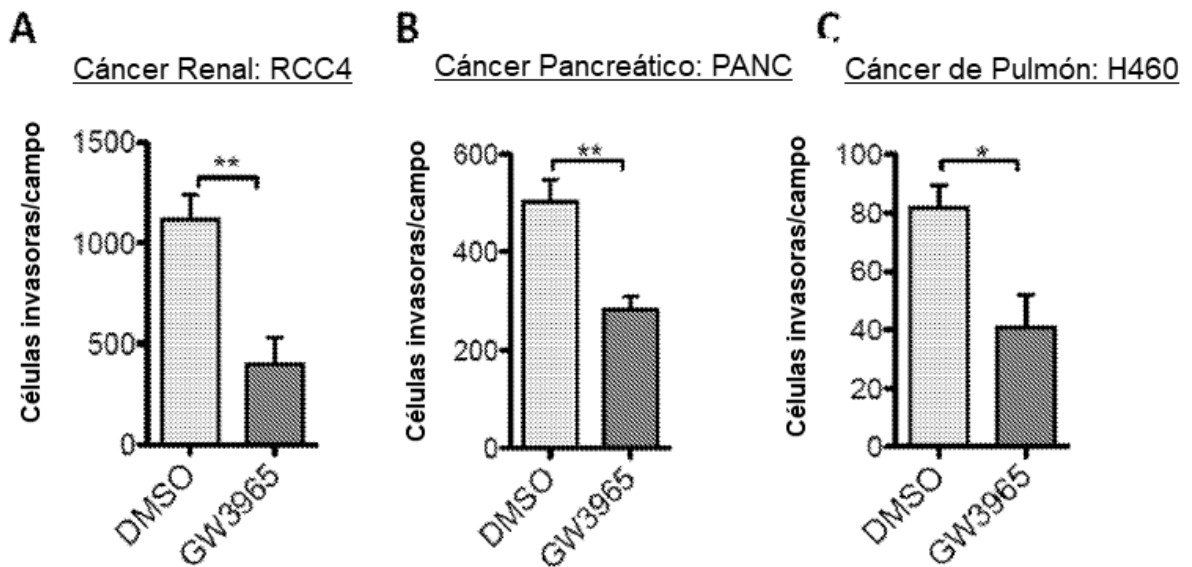 A
Cáncer Renal: RCC4
Células invasoras/campo
1500
1000
500
0
**
DMSO
GW3965
B
Cáncer Pancreático: PANC
Células invasoras/campo
600
400
200
0
**
DMSO
GW3965
C
Cáncer de Pulmón: H460
Células invasoras/campo
100
80
60
40
20
0
*
DMSO
GW3965